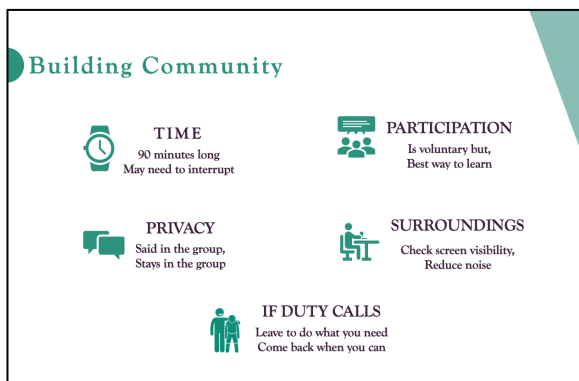 Building Community
TIME
90 minutes long
May need to interrupt
PARTICIPATION
Is voluntary but,
Best way to learn
PRIVACY
Said in the group,
Stays in the group
SURROUNDINGS
Check screen visibility,
Reduce noise
IF DUTY CALLS
Leave to do what you need
Come back when you can